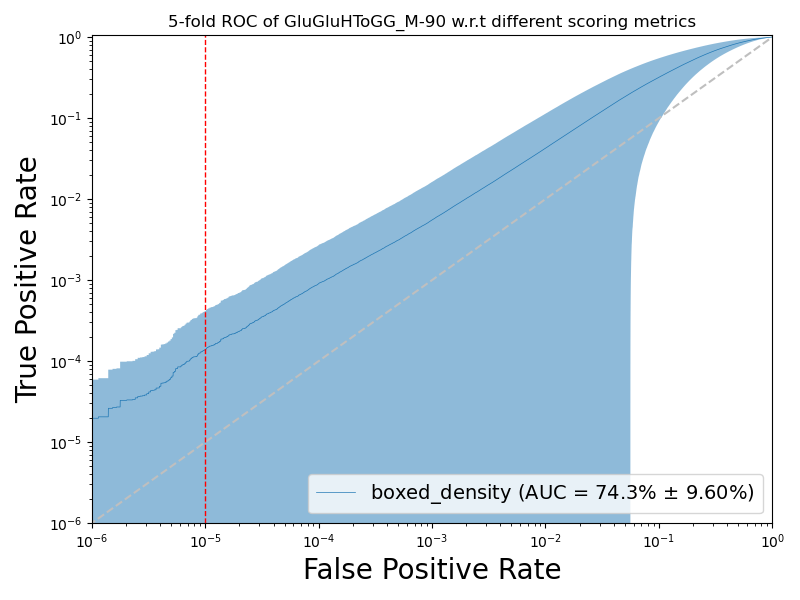 5-fold ROC of GluGluHToGG_M-90 w.r.t different scoring metrics
True Positive Rate
10⁰
10⁻¹
10⁻²
10⁻³
10⁻⁴
10⁻⁵
10⁻⁶
boxed_density (AUC = 74.3% ± 9.60%)
10⁻⁶ 10⁻⁵ 10⁻⁴ 10⁻³ 10⁻² 10⁻¹ 10⁰
False Positive Rate